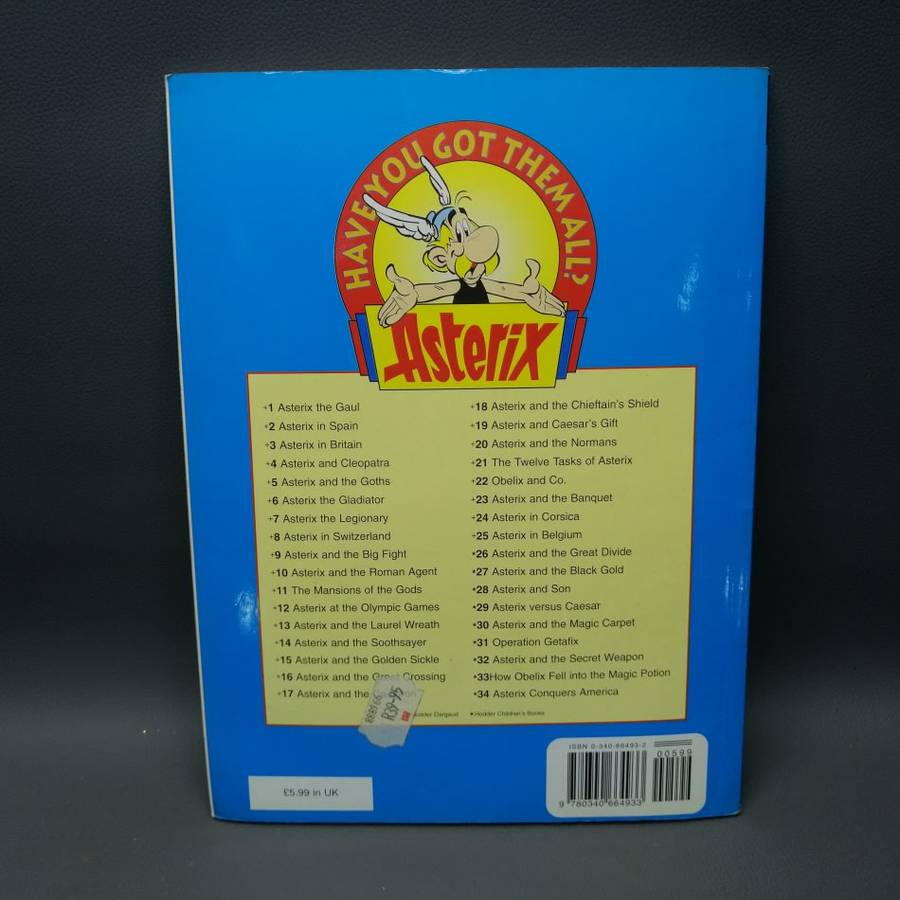 HAVE YOU GOT THEM ALL?
Asterix
+1 Asterix the Gaul
+2 Asterix in Spain
+3 Asterix in Britain
+4 Asterix and Cleopatra
+5 Asterix and the Goths
+6 Asterix the Gladiator
+7 Asterix the Legionary
+8 Asterix in Switzerland
+9 Asterix and the Big Fight
+10 Asterix and the Roman Agent
+11 The Mansions of the Gods
+12 Asterix at the Olympic Games
+13 Asterix and the Laurel Wreath
+14 Asterix and the Soothsayer
+15 Asterix and the Golden Sickle
+16 Asterix and the Great Crossing
+17 Asterix and the
+18 Asterix and the Chieftain's Shield
+19 Asterix and Caesar's Gift
+20 Asterix and the Normans
+21 The Twelve Tasks of Asterix
+22 Obelix and Co.
+23 Asterix and the Banquet
+24 Asterix in Corsica
+25 Asterix in Belgium
*26 Asterix and the Great Divide
*27 Asterix and the Black Gold
*28 Asterix and Son
*29 Asterix versus Caesar
*30 Asterix and the Magic Carpet
*31 Operation Getafix
*32 Asterix and the Secret Weapon
*33How Obelix Fell into the Magic Potion
*34 Asterix Conquers America
Dargaud *Hodder Children's Books
R39-95
£5.99 in UK
ISBN 0-340-66493-2
00599
9 780340 664933